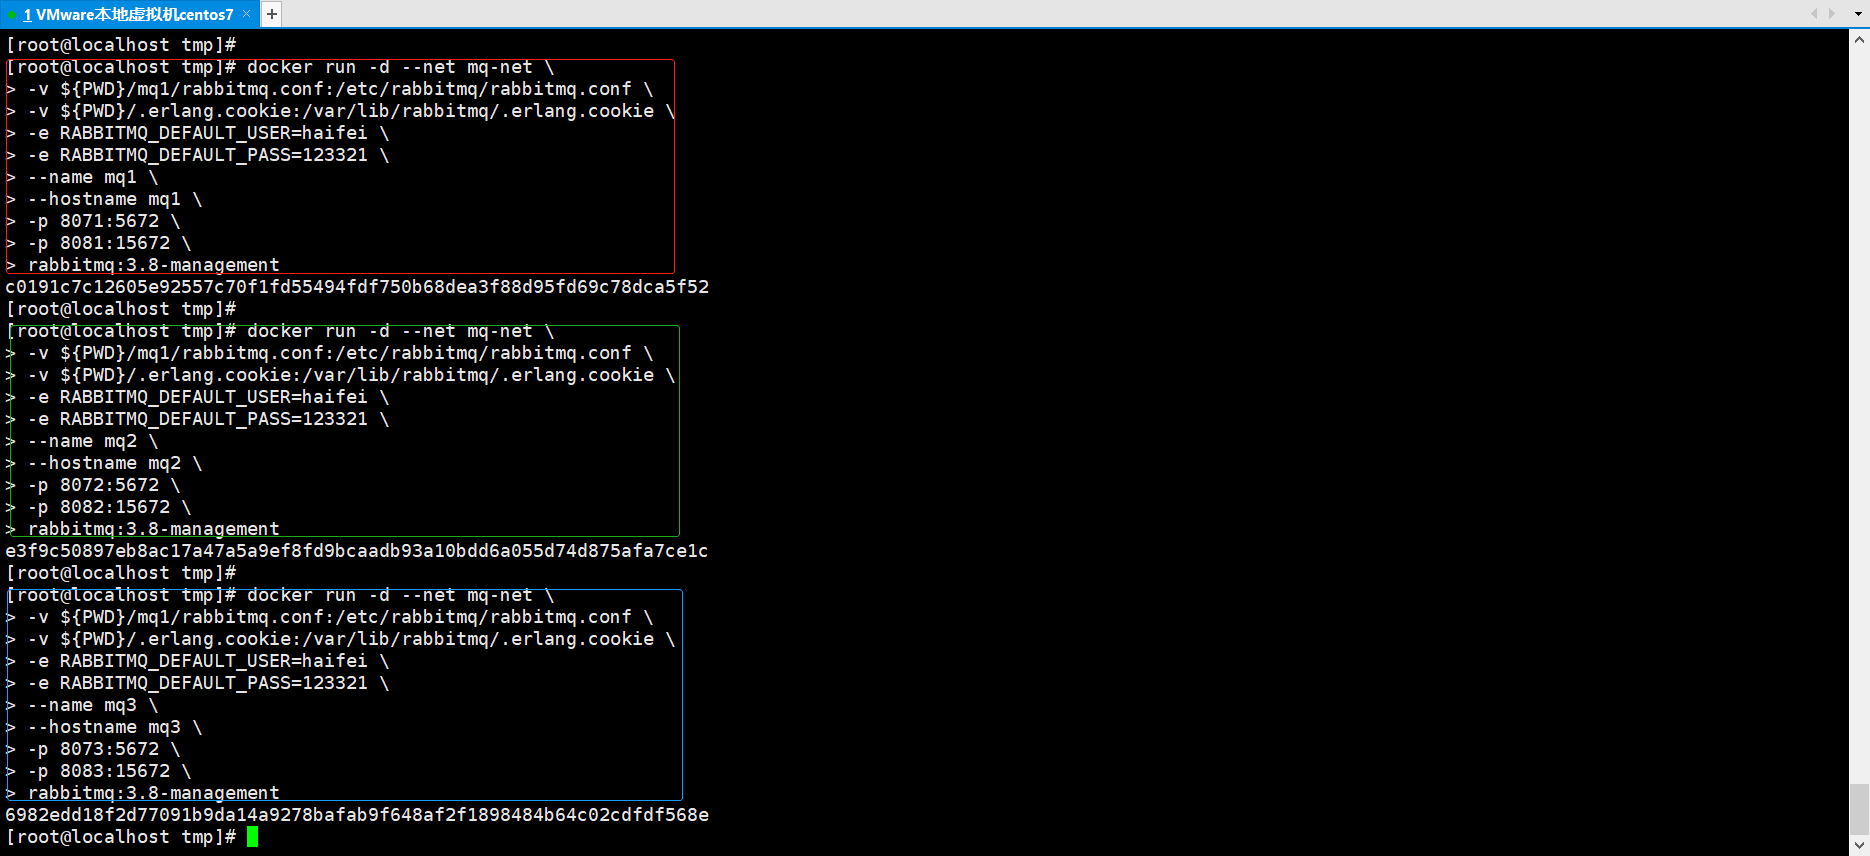 1 VMware本地虚拟机centos7 × +
[root@localhost tmp]#
[root@localhost tmp]# docker run -d --net mq-net \
> -v ${PWD}/mq1/rabbitmq.conf:/etc/rabbitmq/rabbitmq.conf \
> -v ${PWD}/.erlang.cookie:/var/lib/rabbitmq/.erlang.cookie \
> -e RABBITMQ_DEFAULT_USER=haifei \
> -e RABBITMQ_DEFAULT_PASS=123321 \
> --name mq1 \
> --hostname mq1 \
> -p 8071:5672 \
> -p 8081:15672 \
> rabbitmq:3.8-management
c0191c7c12605e92557c70f1fd55494fdf750b68dea3f88d95fd69c78dca5f52
[root@localhost tmp]#
[root@localhost tmp]# docker run -d --net mq-net \
> -v ${PWD}/mq1/rabbitmq.conf:/etc/rabbitmq/rabbitmq.conf \
> -v ${PWD}/.erlang.cookie:/var/lib/rabbitmq/.erlang.cookie \
> -e RABBITMQ_DEFAULT_USER=haifei \
> -e RABBITMQ_DEFAULT_PASS=123321 \
> --name mq2 \
> --hostname mq2 \
> -p 8072:5672 \
> -p 8082:15672 \
> rabbitmq:3.8-management
e3f9c50897eb8ac17a47a5a9ef8fd9bcaadb93a10bdd6a055d74d875afa7ce1c
[root@localhost tmp]#
[root@localhost tmp]# docker run -d --net mq-net \
> -v ${PWD}/mq1/rabbitmq.conf:/etc/rabbitmq/rabbitmq.conf \
> -v ${PWD}/.erlang.cookie:/var/lib/rabbitmq/.erlang.cookie \
> -e RABBITMQ_DEFAULT_USER=haifei \
> -e RABBITMQ_DEFAULT_PASS=123321 \
> --name mq3 \
> --hostname mq3 \
> -p 8073:5672 \
> -p 8083:15672 \
> rabbitmq:3.8-management
6982edd18f2d77091b9da14a9278bafab9f648af2f1898484b64c02cdfdf568e
[root@localhost tmp]#